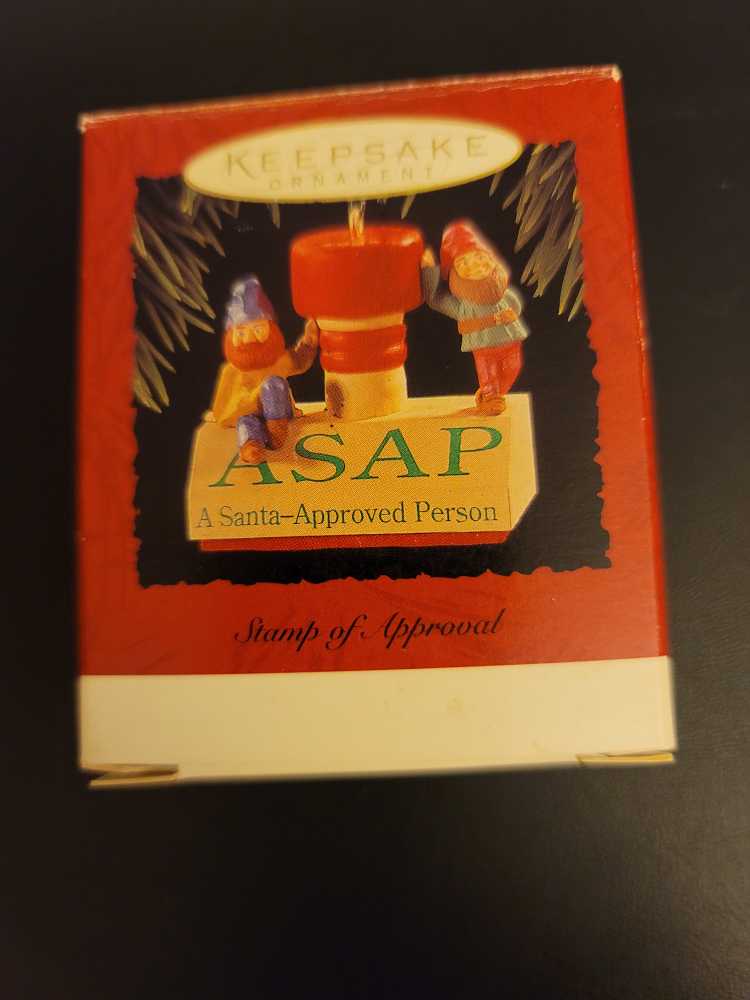 KEEPSAKE
ORNAMENT
ASAP
A Santa–Approved Person
Stamp of Approval